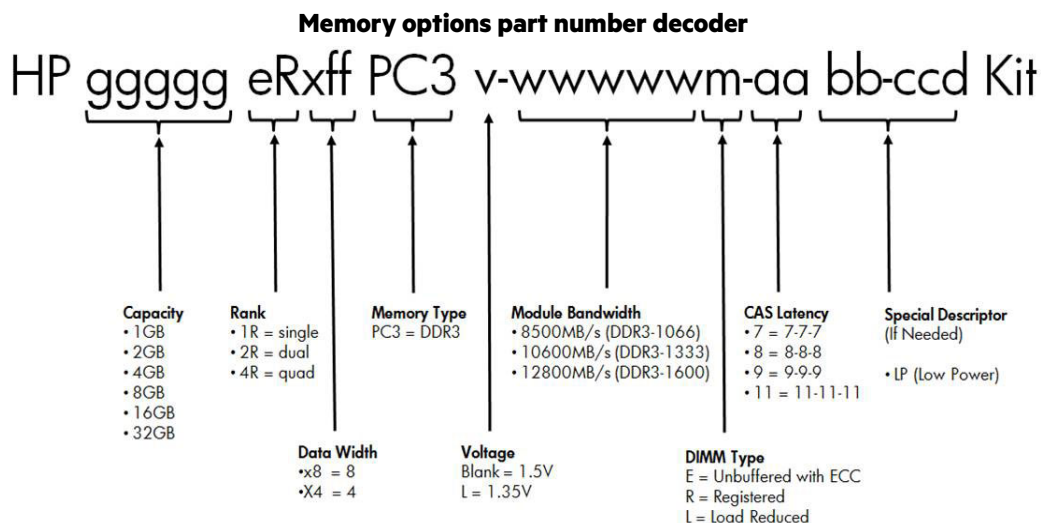 Memory options part number decoder
HP ggggg eRxff PC3 v-wwwwwm-aa bb-ccd Kit
Capacity
• 1GB
• 2GB
• 4GB
• 8GB
• 16GB
• 32GB
Rank
• 1R = single
• 2R = dual
• 4R = quad
Memory Type
PC3 = DDR3
Module Bandwidth
• 8500MB/s (DDR3-1066)
• 10600MB/s (DDR3-1333)
• 12800MB/s (DDR3-1600)
CAS Latency
• 7 = 7-7-7
• 8 = 8-8-8
• 9 = 9-9-9
• 11 = 11-11-11
Special Descriptor
(If Needed)
• LP (Low Power)
Data Width
•x8 = 8
•X4 = 4
Voltage
Blank = 1.5V
L = 1.35V
DIMM Type
E = Unbuffered with ECC
R = Registered
L = Load Reduced